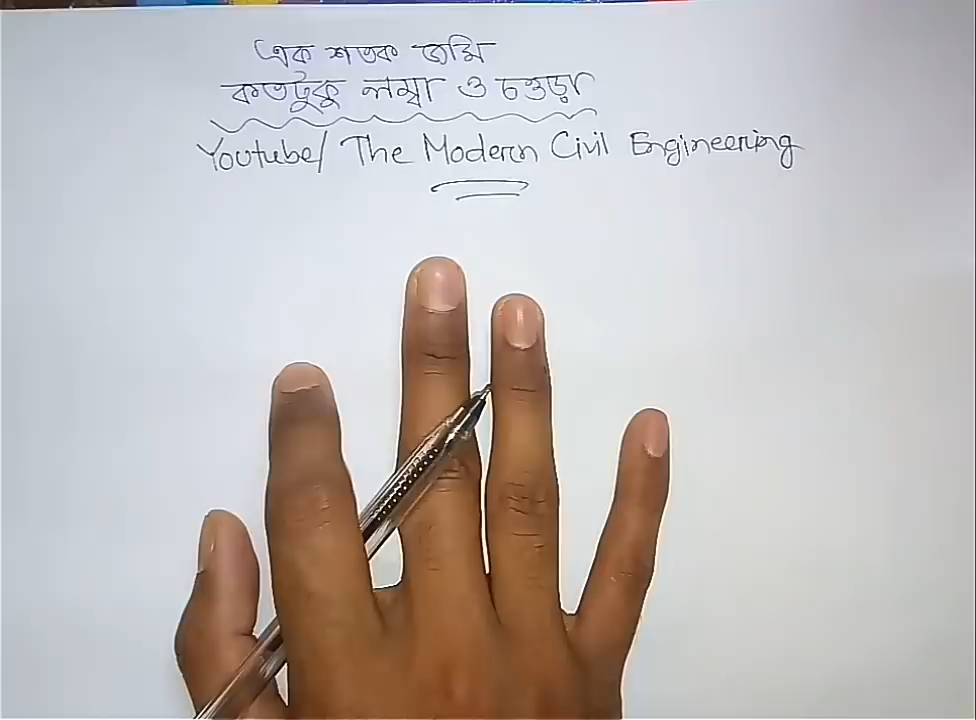 এক শতক জমি
কতটুকু লম্বা ও চওড়া
Youtube/ The Modern Civil Engineering